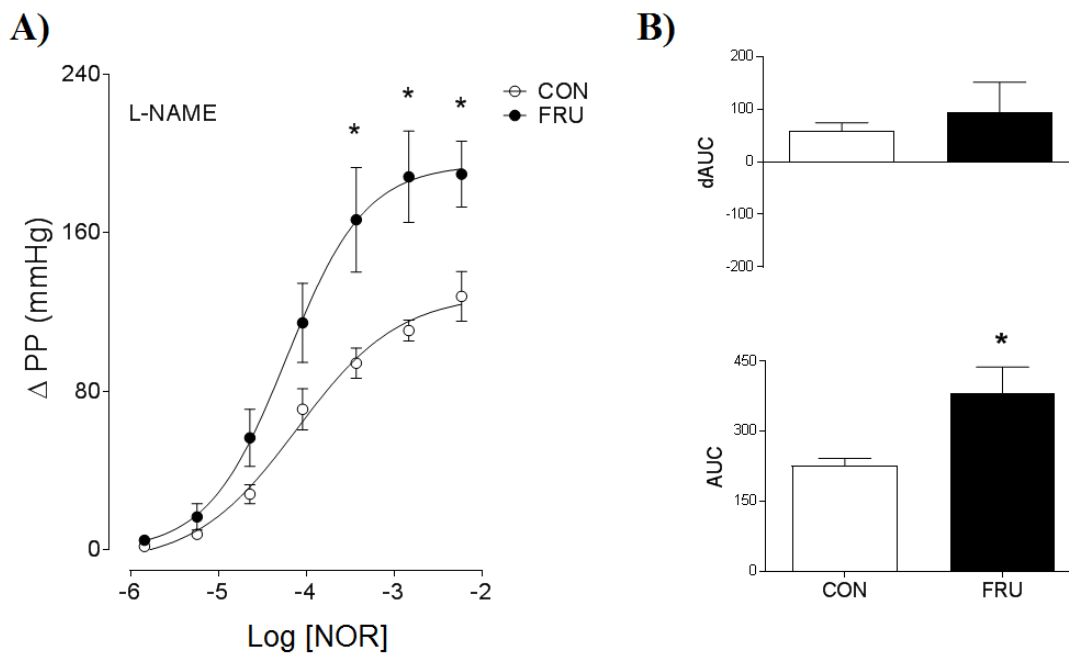 A)
240
160
80
0
Δ PP (mmHg)
L-NAME
CON
FRU
* * *
-6 -5 -4 -3 -2
Log [NOR]
B)
200
100
0
-100
-200
dAUC
450
300
150
0
AUC
*
CON FRU